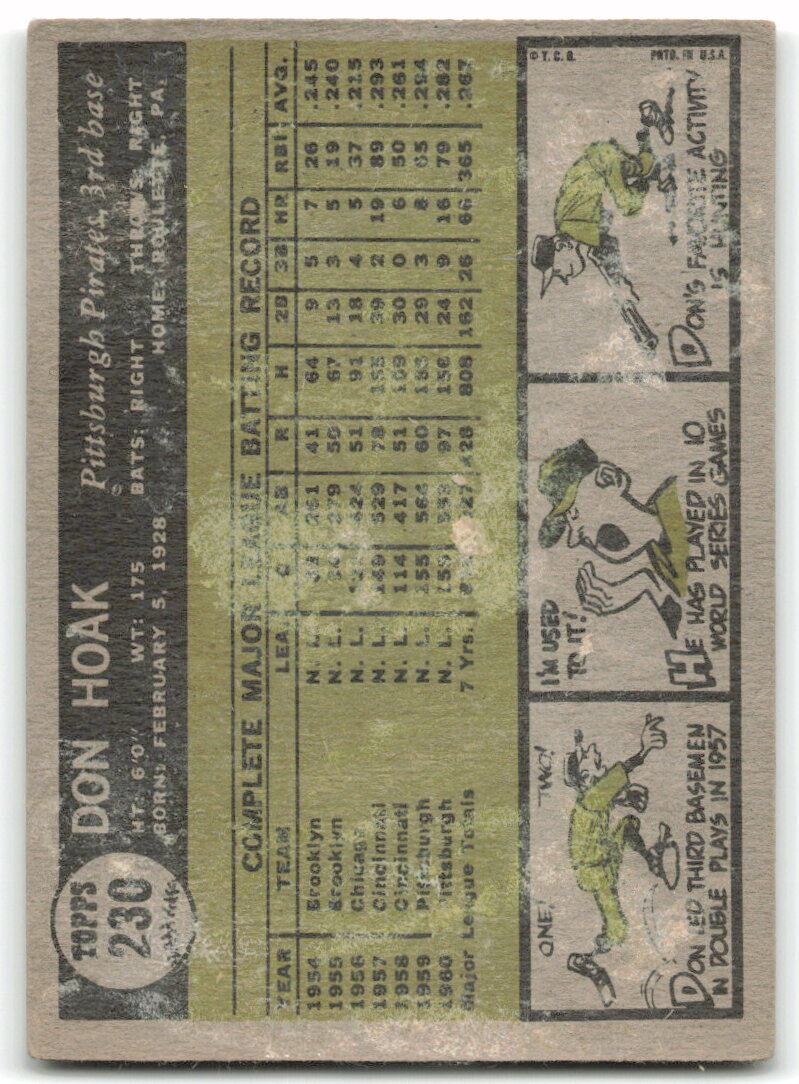 TOPPS
230
DON HOAK Pittsburgh Pirates, 3rd base
HT: 6'0" WT: 175 BATS: RIGHT THROWS: RIGHT
BORN: FEBRUARY 5, 1928 HOME: ROULETTE, PA.
COMPLETE MAJOR LEAGUE BATTING RECORD
YEAR TEAM LEA. G AB R H 2B 3B HR RBI AVG.
1954 Brooklyn N. L. 261 41 64 9 5 7 26 .245
1955 Brooklyn N. L. 279 50 67 13 3 5 19 .240
1956 Chicago N. L. 424 51 91 18 4 5 37 .215
1957 Cincinnati N. L. 149 529 78 155 39 2 19 89 .293
1958 Cincinnati N. L. 114 417 51 109 30 0 6 50 .261
1959 Pittsburgh N. L. 155 564 60 29 3 8 65 .294
1960 Pittsburgh N. L. 155 553 97 156 24 9 16 79 .282
Major League Totals 7 Yrs. 428 808 162 26 66 365 .267
ONE! TWO!
DON LED THIRD BASEMEN
IN DOUBLE PLAYS IN 1957
I'M USED
TO IT!
HE HAS PLAYED IN 10
WORLD SERIES GAMES
© T. C. G. PRTD. IN U.S.A.
DON'S FAVORITE ACTIVITY
IS HUNTING